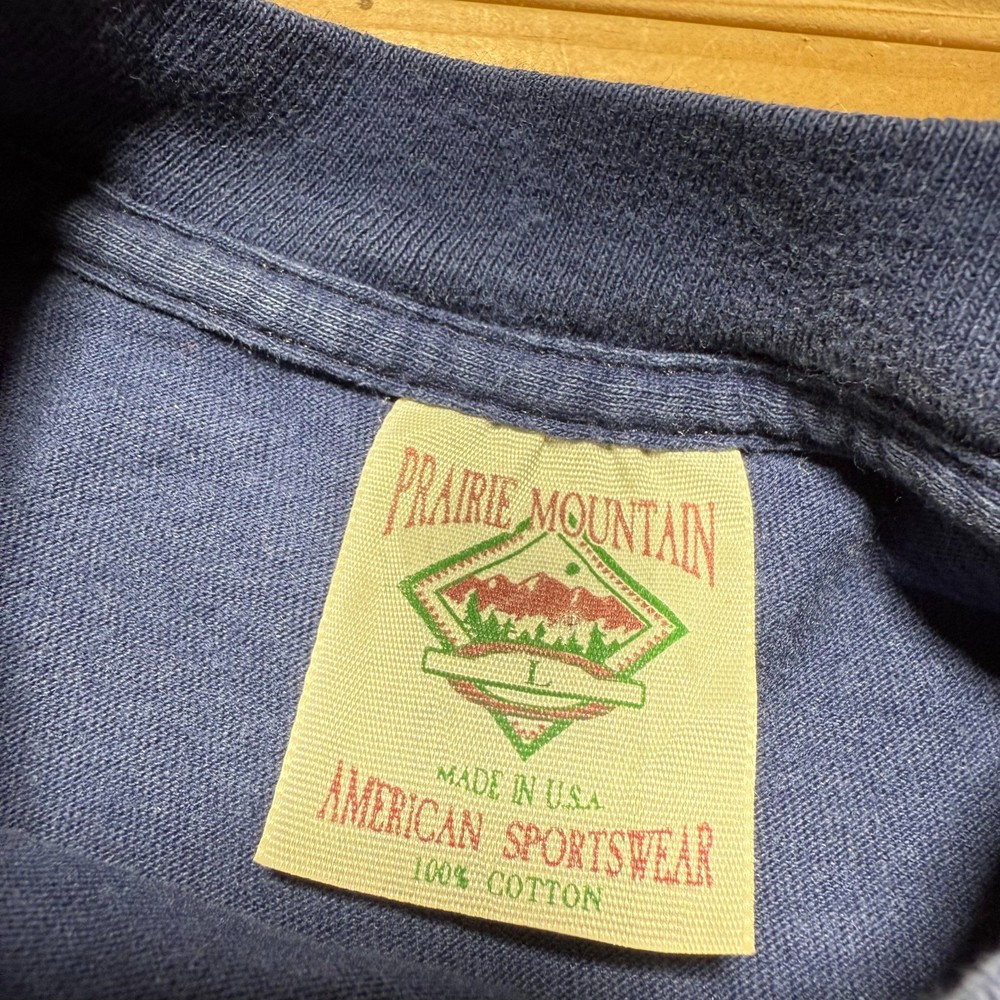 PRAIRIE MOUNTAIN
L
MADE IN U.S.A.
AMERICAN SPORTSWEAR
100% COTTON